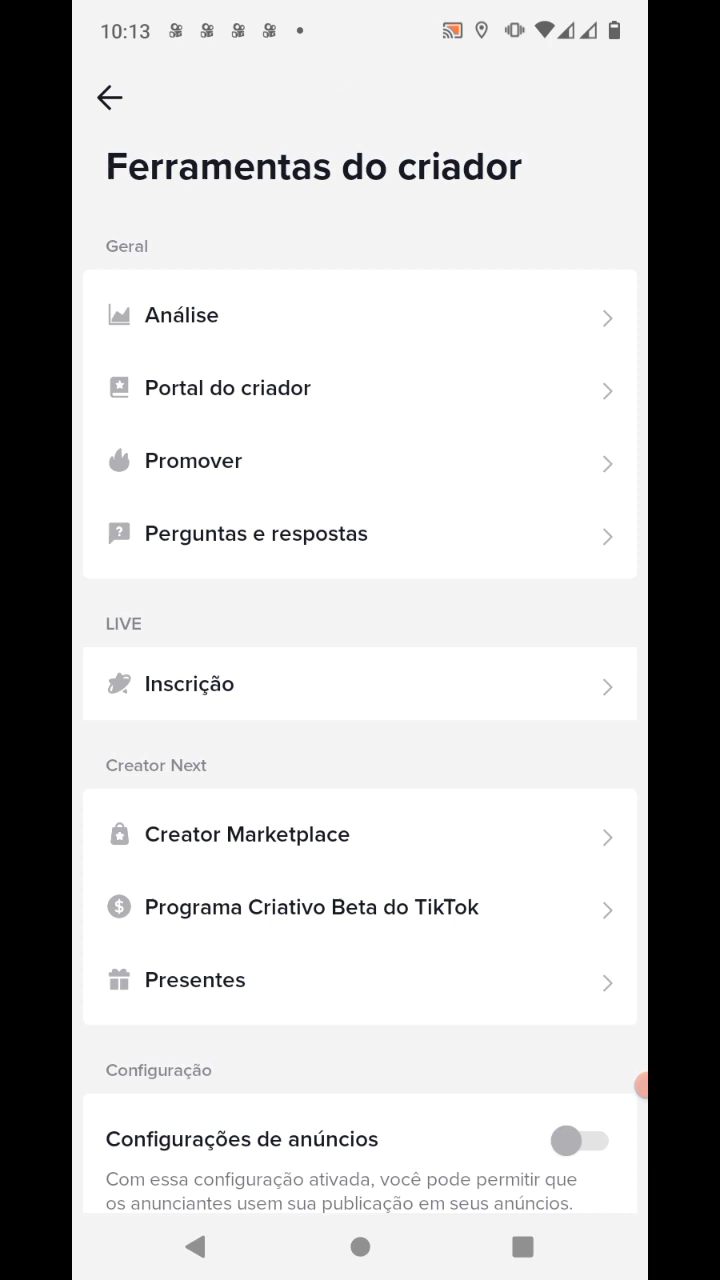 10:13
Ferramentas do criador
Geral
Análise
Portal do criador
Promover
Perguntas e respostas
LIVE
Inscrição
Creator Next
Creator Marketplace
Programa Criativo Beta do TikTok
Presentes
Configuração
Configurações de anúncios
Com essa configuração ativada, você pode permitir que
os anunciantes usem sua publicação em seus anúncios.